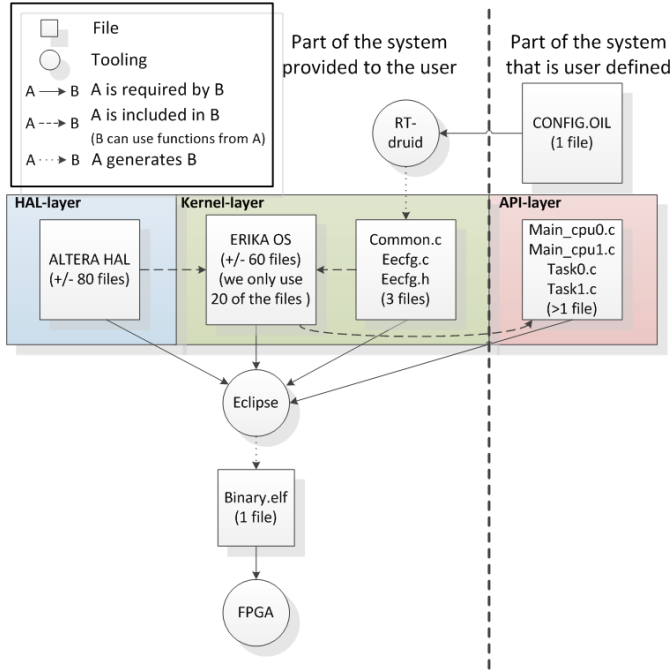 File
Tooling
A B A is required by B
A B A is included in B
(B can use functions from A)
A B A generates B
Part of the system
provided to the user
Part of the system
that is user defined
RT-
druid
CONFIG.OIL
(1 file)
HAL-layer
Kernel-layer
API-layer
ALTERA HAL
(+/- 80 files)
ERIKA OS
(+/- 60 files)
(we only use
20 of the files )
Common.c
Eecfg.c
Eecfg.h
(3 files)
Main_cpu0.c
Main_cpu1.c
Task0.c
Task1.c
(>1 file)
Eclipse
Binary.elf
(1 file)
FPGA